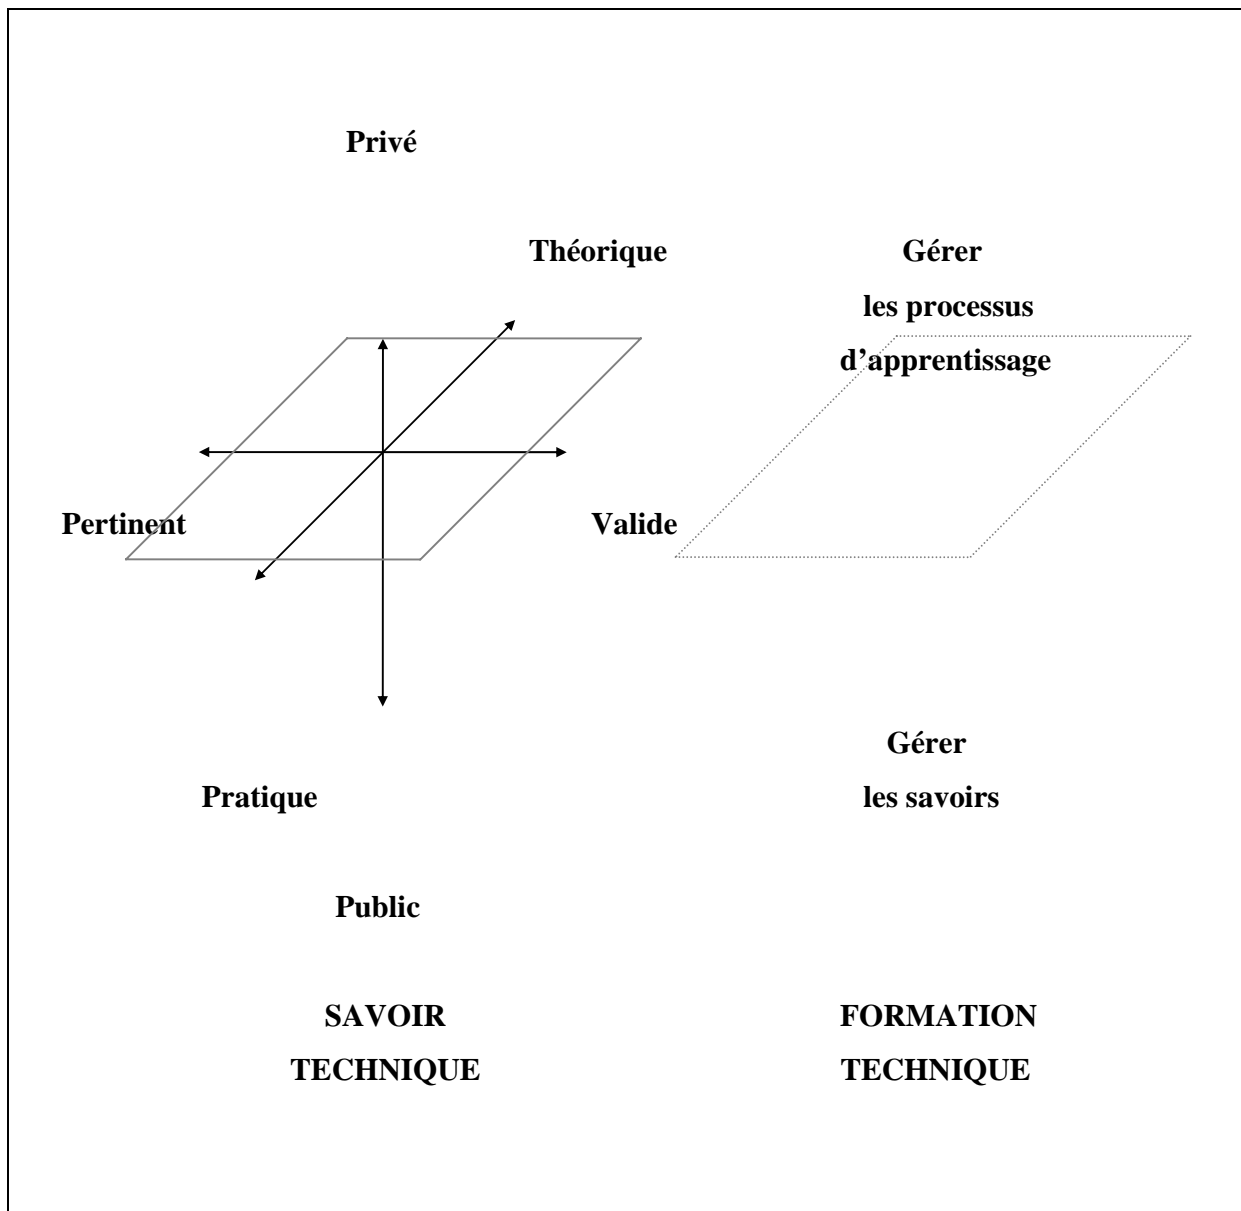 Privé
Théorique
Gérer
les processus
d’apprentissage
Pertinent
Valide
Gérer
Pratique
les savoirs
Public
SAVOIR
TECHNIQUE
FORMATION
TECHNIQUE